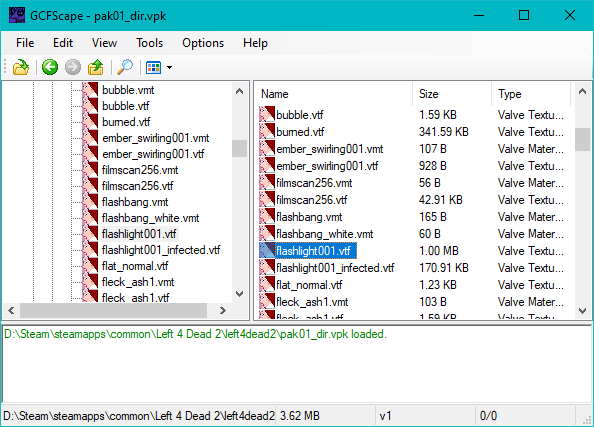 GCFScape - pak01_dir.vpk
File Edit View Tools Options Help
bubble.vmt
bubble.vtf
burned.vtf
ember_swirling001.vmt
ember_swirling001.vtf
filmscan256.vmt
filmscan256.vtf
flashbang.vmt
flashbang_white.vmt
flashlight001.vtf
flashlight001_infected.vtf
flat_normal.vtf
fleck_ash1.vmt
fleck_ash1.vtf
Name Size Type
bubble.vtf 1.59 KB Valve Textu...
burned.vtf 341.59 KB Valve Textu...
ember_swirling001.vmt 107 B Valve Mater...
ember_swirling001.vtf 928 B Valve Textu...
filmscan256.vmt 56 B Valve Mater...
filmscan256.vtf 42.91 KB Valve Textu...
flashbang.vmt 165 B Valve Mater...
flashbang_white.vmt 60 B Valve Mater...
flashlight001.vtf 1.00 MB Valve Textu...
flashlight001_infected.vtf 170.91 KB Valve Textu...
flat_normal.vtf 1.23 KB Valve Textu...
fleck_ash1.vmt 103 B Valve Mater...
fleck_ash1.vtf 1.59 KB Valve Textu...
D:\Steam\steamapps\common\Left 4 Dead 2\left4dead2\pak01_dir.vpk loaded.
D:\Steam\steamapps\common\Left 4 Dead 2\left4dead2 3.62 MB v1 0/0